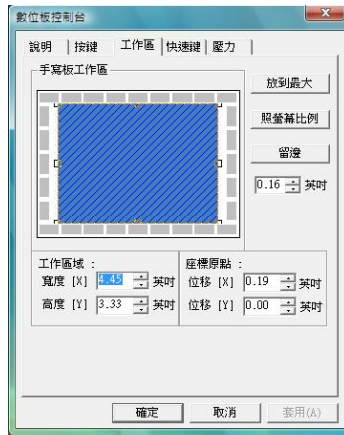 數位板控制台
說明 按鍵 工作區 快速鍵 壓力
手寫板工作區
放到最大
照螢幕比例
留邊
0.16 英吋
工作區域 :
寬度 [X] 4.45 英吋
高度 [Y] 3.33 英吋
座標原點 :
位移 [X] 0.19 英吋
位移 [Y] 0.00 英吋
確定 取消 套用(A)